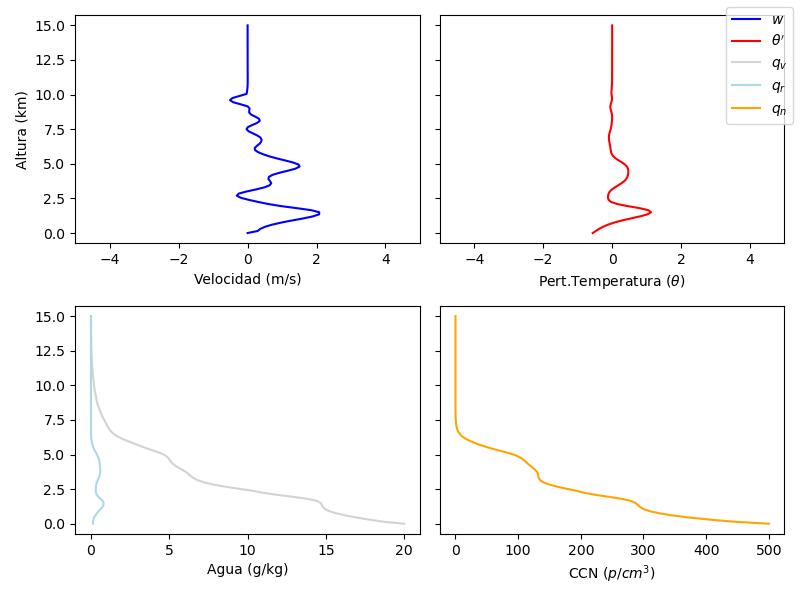 15.0
12.5
10.0
7.5
5.0
2.5
0.0
Altura (km)
−4 −2 0 2 4
Velocidad (m/s)
−4 −2 0 2 4
Pert.Temperatura (θ)
w
θ′
q_v
q_r
q_n
15.0
12.5
10.0
7.5
5.0
2.5
0.0
0 5 10 15 20
Agua (g/kg)
0 100 200 300 400 500
CCN (p/cm³)